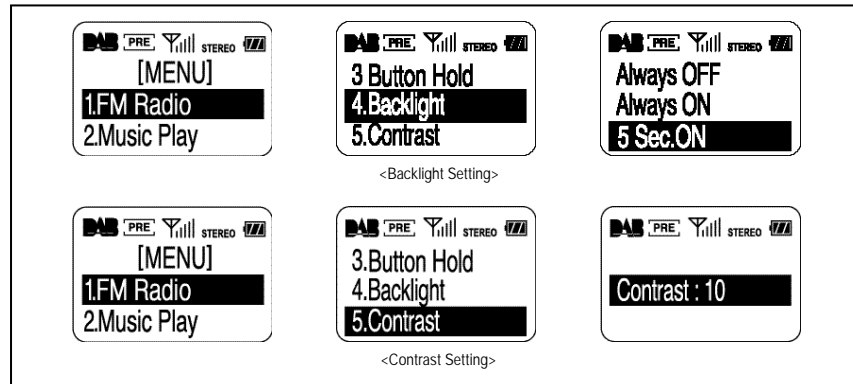 DAB PRE STEREO
[MENU]
1.FM Radio
2.Music Play
DAB PRE STEREO
3 Button Hold
4.Backlight
5.Contrast
DAB PRE STEREO
Always OFF
Always ON
5 Sec.ON
<Backlight Setting>
DAB PRE STEREO
[MENU]
1.FM Radio
2.Music Play
DAB PRE STEREO
3.Button Hold
4.Backlight
5.Contrast
DAB PRE STEREO
Contrast : 10
<Contrast Setting>